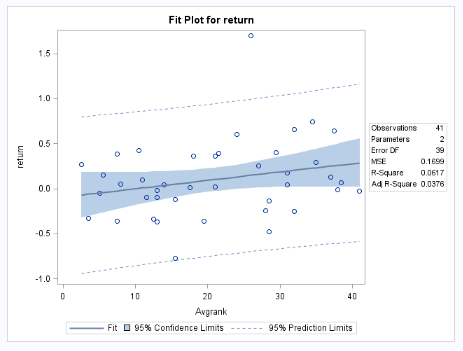 Fit Plot for return
1.5
1.0
0.5
0.0
-0.5
-1.0
return
0 10 20 30 40
Avgrank
Observations 41
Parameters 2
Error DF 39
MSE 0.1699
R-Square 0.0617
Adj R-Square 0.0376
Fit 95% Confidence Limits 95% Prediction Limits